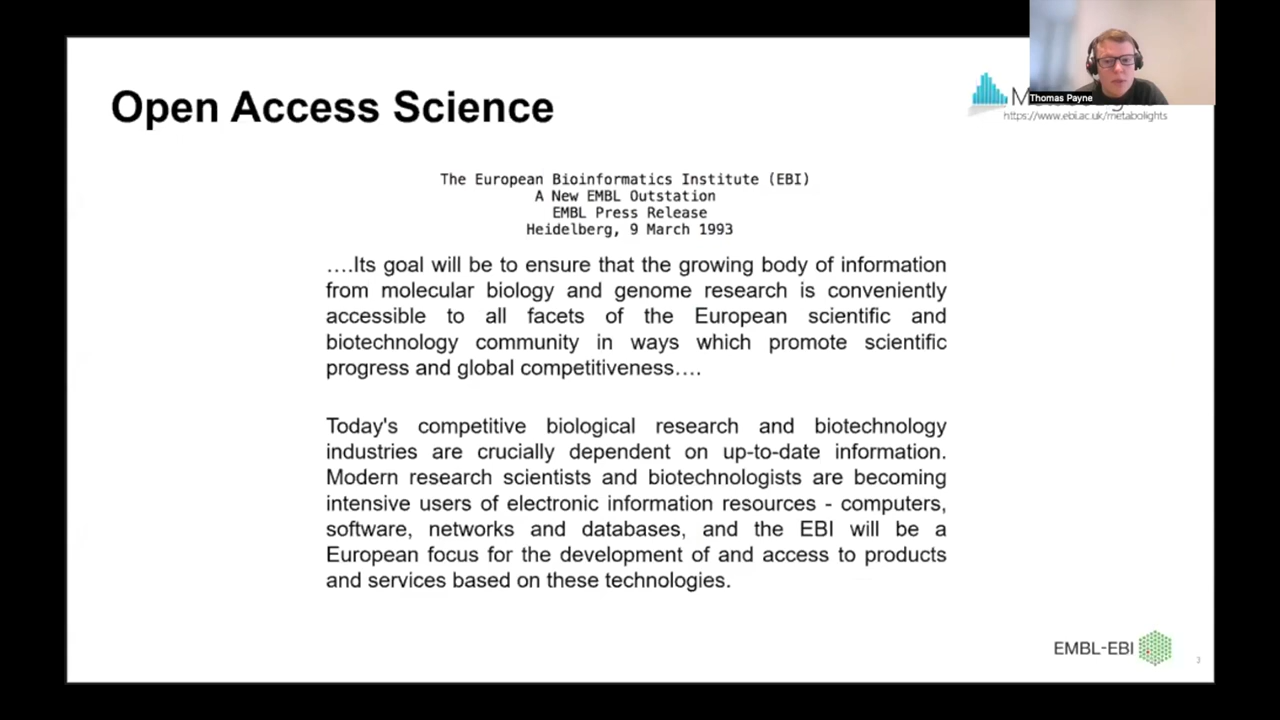 Open Access Science
Thomas Payne
https://www.ebi.ac.uk/metabolights
The European Bioinformatics Institute (EBI)
A New EMBL Outstation
EMBL Press Release
Heidelberg, 9 March 1993
….Its goal will be to ensure that the growing body of information
from molecular biology and genome research is conveniently
accessible to all facets of the European scientific and
biotechnology community in ways which promote scientific
progress and global competitiveness….
Today's competitive biological research and biotechnology
industries are crucially dependent on up-to-date information.
Modern research scientists and biotechnologists are becoming
intensive users of electronic information resources - computers,
software, networks and databases, and the EBI will be a
European focus for the development of and access to products
and services based on these technologies.
EMBL-EBI
3